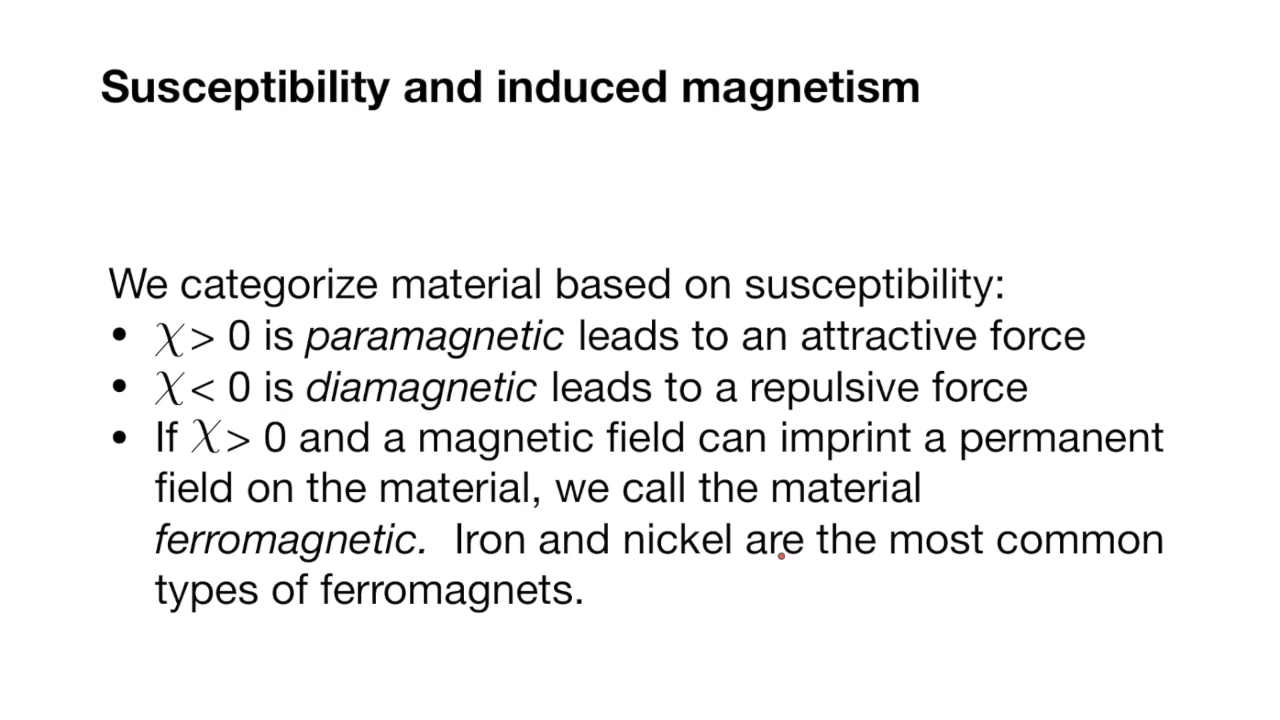 Susceptibility and induced magnetism
We categorize material based on susceptibility:
• χ > 0 is paramagnetic leads to an attractive force
• χ < 0 is diamagnetic leads to a repulsive force
• If χ > 0 and a magnetic field can imprint a permanent
field on the material, we call the material
ferromagnetic. Iron and nickel are the most common
types of ferromagnets.